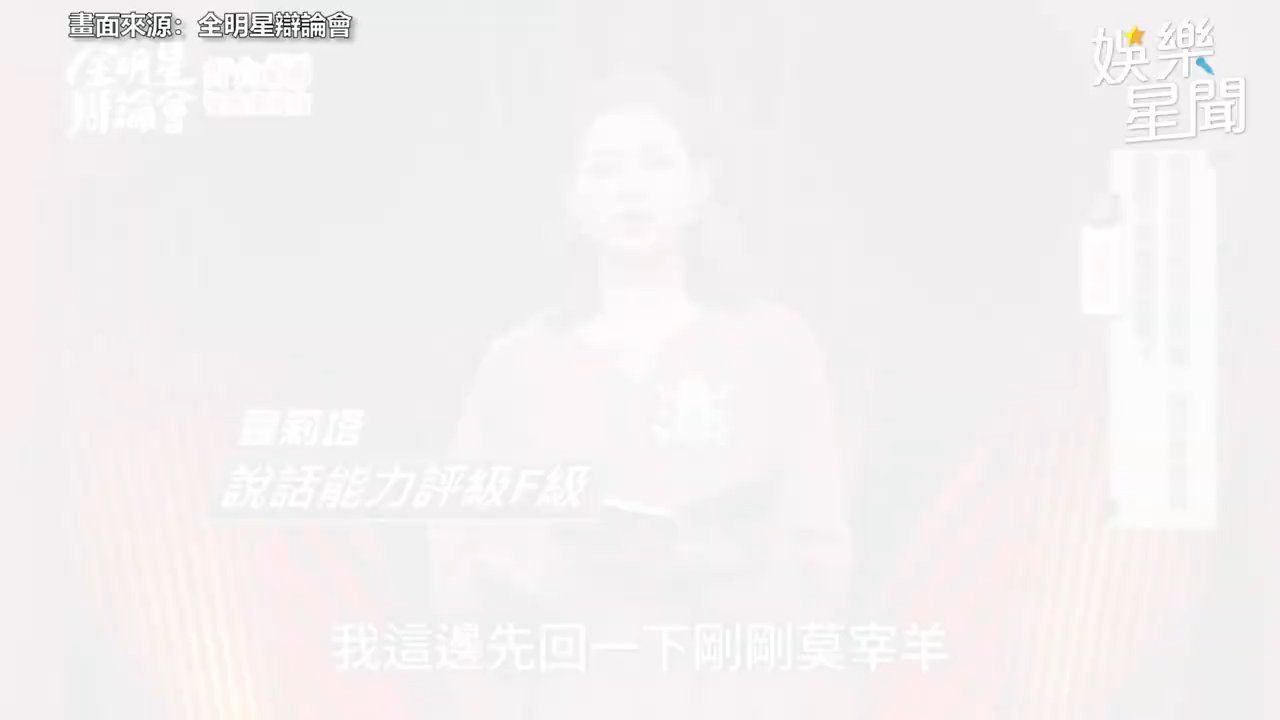 畫面來源：全明星辯論會
娛樂
星聞
全明星
辯論會
說話能力評級F級
我這邊先回一下剛剛莫宰羊